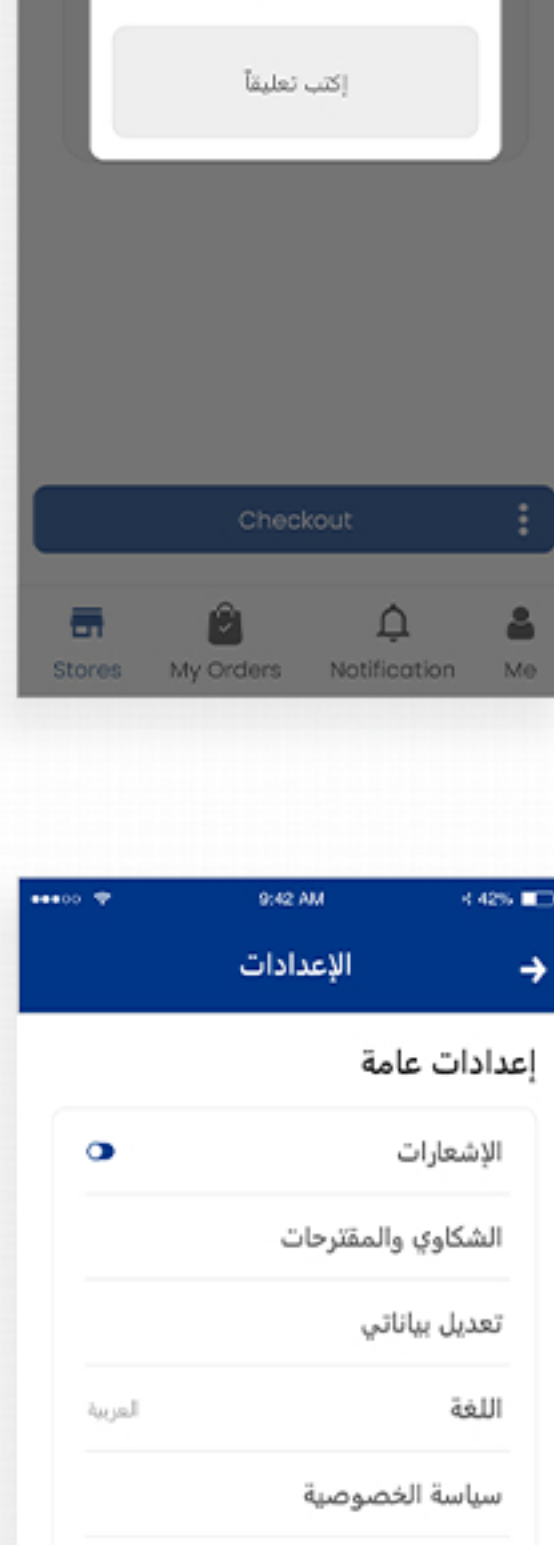 إكتب تعليقاً
Checkout
Stores My Orders Notification Me
9:42 AM 42%
الإعدادات
إعدادات عامة
الإشعارات
الشكاوي والمقترحات
تعديل بياناتي
اللغة العربية
سياسة الخصوصية